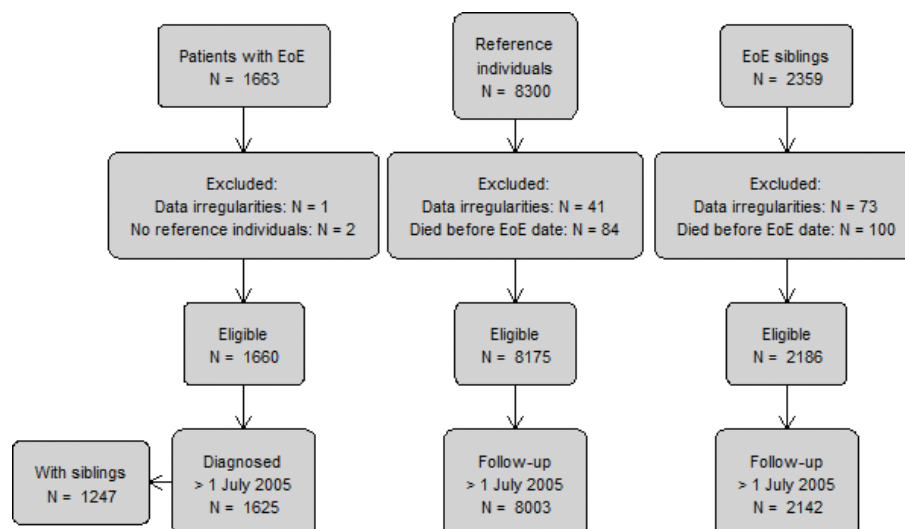 Patients with EoE
N = 1663
Reference
individuals
N = 8300
EoE siblings
N = 2359
Excluded:
Data irregularities: N = 1
No reference individuals: N = 2
Excluded:
Data irregularities: N = 41
Died before EoE date: N = 84
Excluded:
Data irregularities: N = 73
Died before EoE date: N = 100
Eligible
N = 1660
Eligible
N = 8175
Eligible
N = 2186
With siblings
N = 1247
Diagnosed
> 1 July 2005
N = 1625
Follow-up
> 1 July 2005
N = 8003
Follow-up
> 1 July 2005
N = 2142